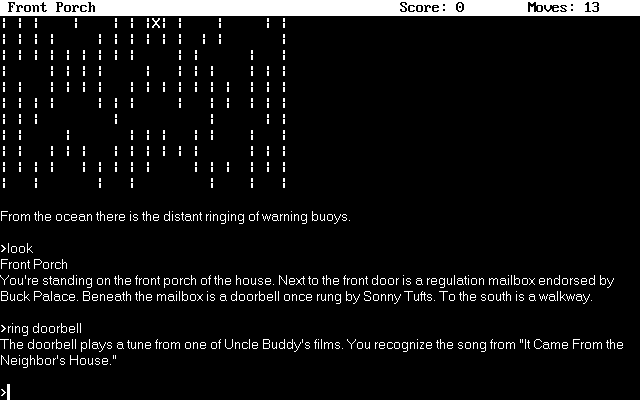 Front Porch Score: 0 Moves: 13
X
From the ocean there is the distant ringing of warning buoys.
>look
Front Porch
You're standing on the front porch of the house. Next to the front door is a regulation mailbox endorsed by
Buck Palace. Beneath the mailbox is a doorbell once rung by Sonny Tufts. To the south is a walkway.
>ring doorbell
The doorbell plays a tune from one of Uncle Buddy's films. You recognize the song from "It Came From the
Neighbor's House."
>